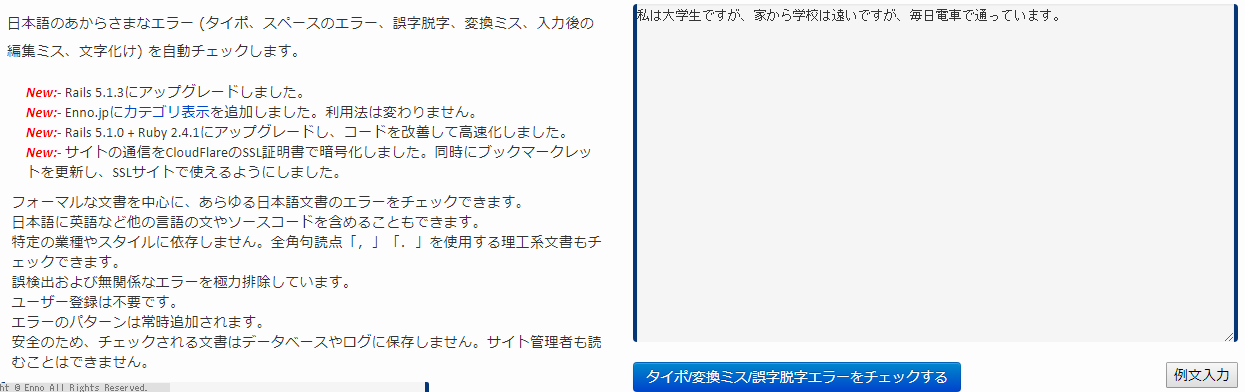 日本語のあからさまなエラー (タイポ、スペースのエラー、誤字脱字、変換ミス、入力後の
編集ミス、文字化け) を自動チェックします。
New:- Rails 5.1.3にアップグレードしました。
New:- Enno.jpにカテゴリ表示を追加しました。利用法は変わりません。
New:- Rails 5.1.0 + Ruby 2.4.1にアップグレードし、コードを改善して高速化しました。
New:- サイトの通信をCloudFlareのSSL証明書で暗号化しました。同時にブックマークレッ
トを更新し、SSLサイトで使えるようにしました。
フォーマルな文書を中心に、あらゆる日本語文書のエラーをチェックできます。
日本語に英語など他の言語の文やソースコードを含めることもできます。
特定の業種やスタイルに依存しません。全角句読点「，」「．」を使用する理工系文書もチ
ェックできます。
誤検出および無関係なエラーを極力排除しています。
ユーザー登録は不要です。
エラーのパターンは常時追加されます。
安全のため、チェックされる文書はデータベースやログに保存しません。サイト管理者も読
むことはできません。
ght @ Enno All Rights Reserved.
私は大学生ですが、家から学校は遠いですが、毎日電車で通っています。
タイポ/変換ミス/誤字脱字エラーをチェックする
例文入力